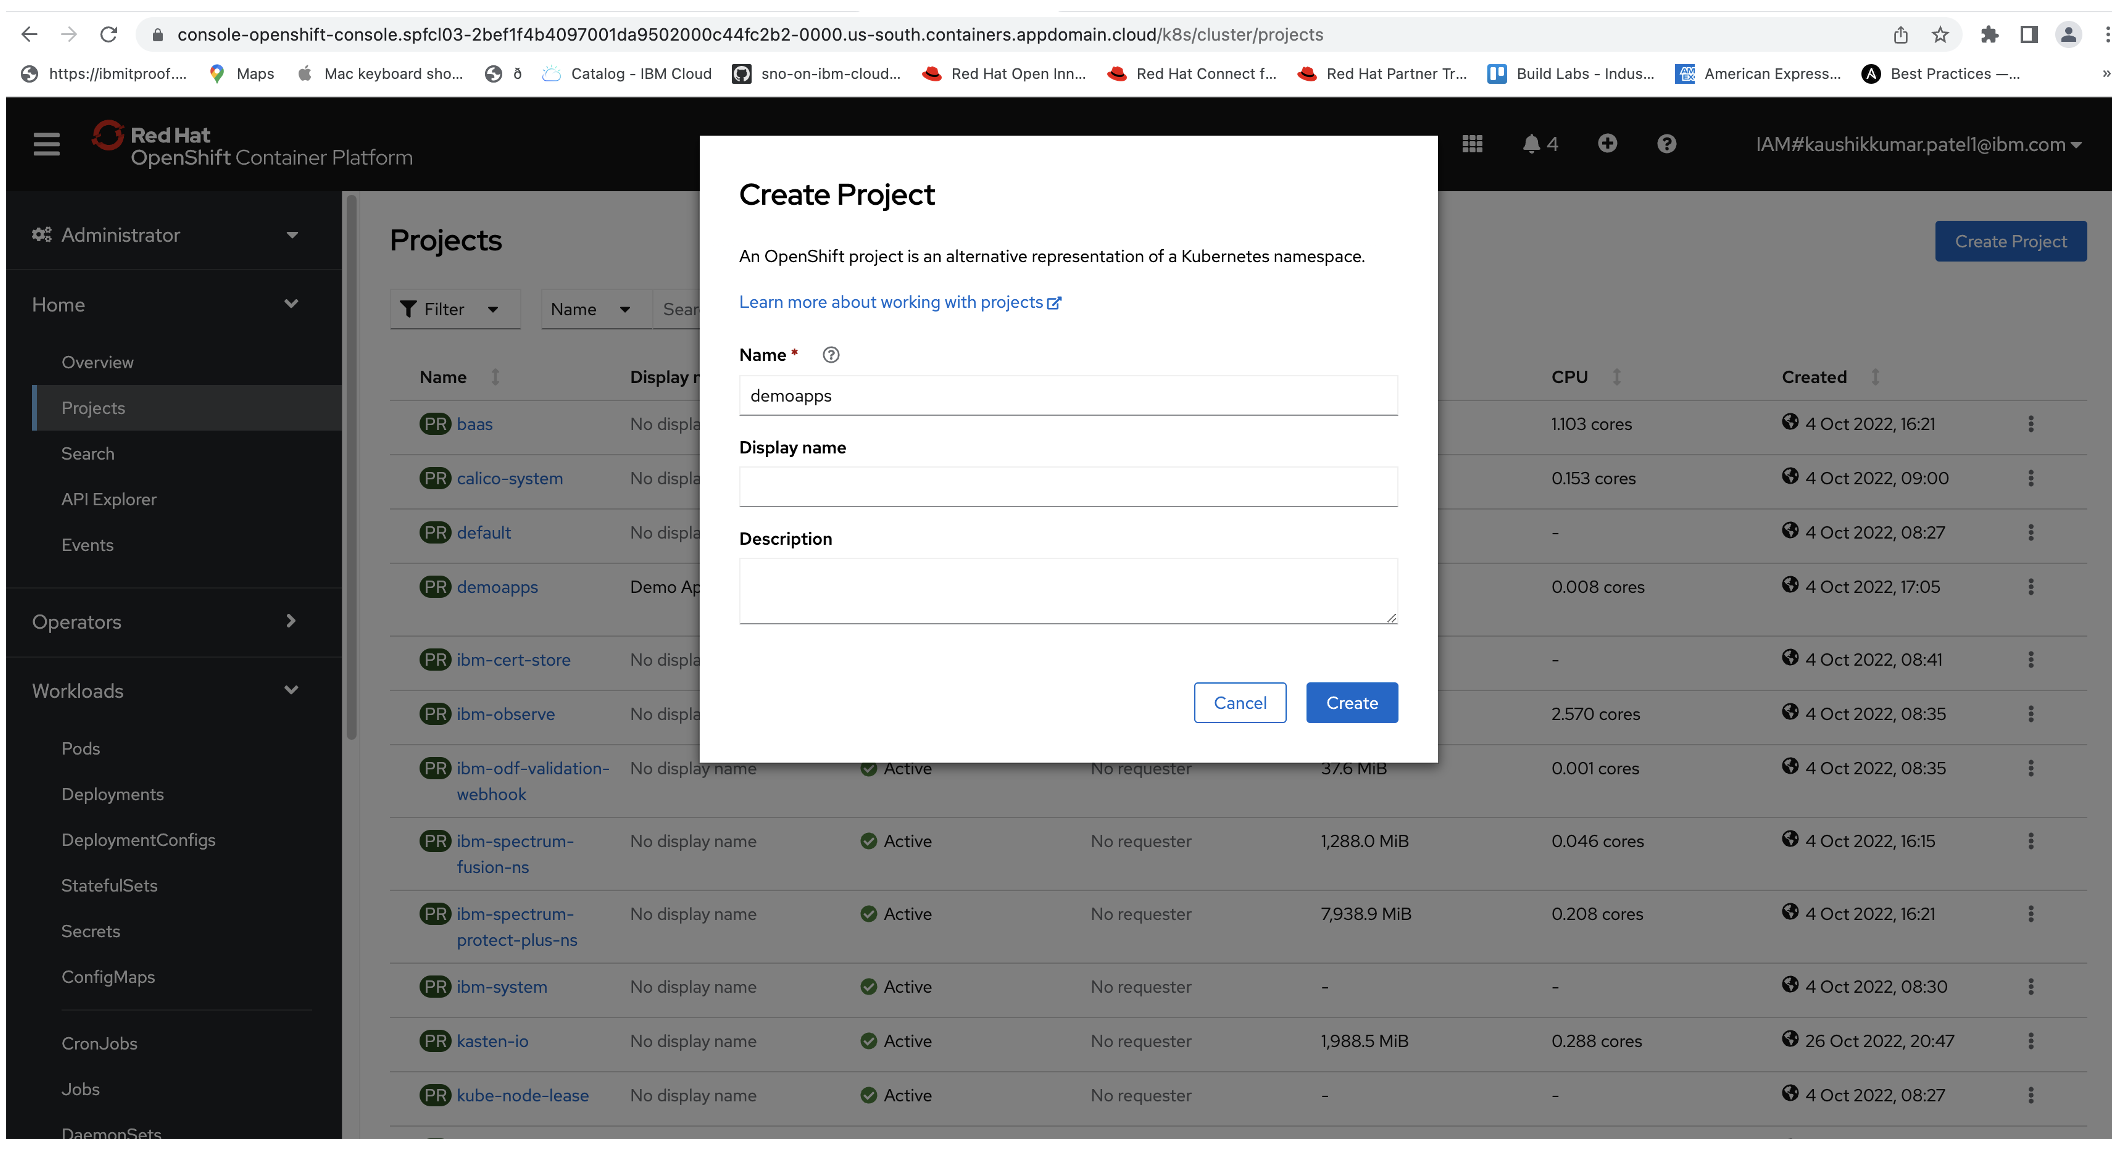 console-openshift-console.spfcl03-2bef1f4b4097001da9502000c44fc2b2-0000.us-south.containers.appdomain.cloud/k8s/cluster/projects
https://ibmitproof.... Maps Mac keyboard sho... ð Catalog - IBM Cloud sno-on-ibm-cloud... Red Hat Open Inn... Red Hat Connect f... Red Hat Partner Tr... Build Labs - Indus... American Express... Best Practices —... »
Red Hat
OpenShift Container Platform
4
IAM#kaushikkumar.patel1@ibm.com
Administrator
Home
Overview
Projects
Search
API Explorer
Events
Operators
Workloads
Pods
Deployments
DeploymentConfigs
StatefulSets
Secrets
ConfigMaps
CronJobs
Jobs
DaemonSets
Projects
Create Project
Filter Name Sear
Name Display n CPU Created
PR baas No displa 1.103 cores 4 Oct 2022, 16:21
PR calico-system No displa 0.153 cores 4 Oct 2022, 09:00
PR default No displa - 4 Oct 2022, 08:27
PR demoapps Demo Ap 0.008 cores 4 Oct 2022, 17:05
PR ibm-cert-store No displa - 4 Oct 2022, 08:41
PR ibm-observe No displa 2.570 cores 4 Oct 2022, 08:35
PR ibm-odf-validation- No display name Active No requester 37.6 MiB 0.001 cores 4 Oct 2022, 08:35
webhook
PR ibm-spectrum- No display name Active No requester 1,288.0 MiB 0.046 cores 4 Oct 2022, 16:15
fusion-ns
PR ibm-spectrum- No display name Active No requester 7,938.9 MiB 0.208 cores 4 Oct 2022, 16:21
protect-plus-ns
PR ibm-system No display name Active No requester - - 4 Oct 2022, 08:30
PR kasten-io No display name Active No requester 1,988.5 MiB 0.288 cores 26 Oct 2022, 20:47
PR kube-node-lease No display name Active No requester - - 4 Oct 2022, 08:27
Create Project
An OpenShift project is an alternative representation of a Kubernetes namespace.
Learn more about working with projects
Name *
demoapps
Display name
Description
Cancel
Create